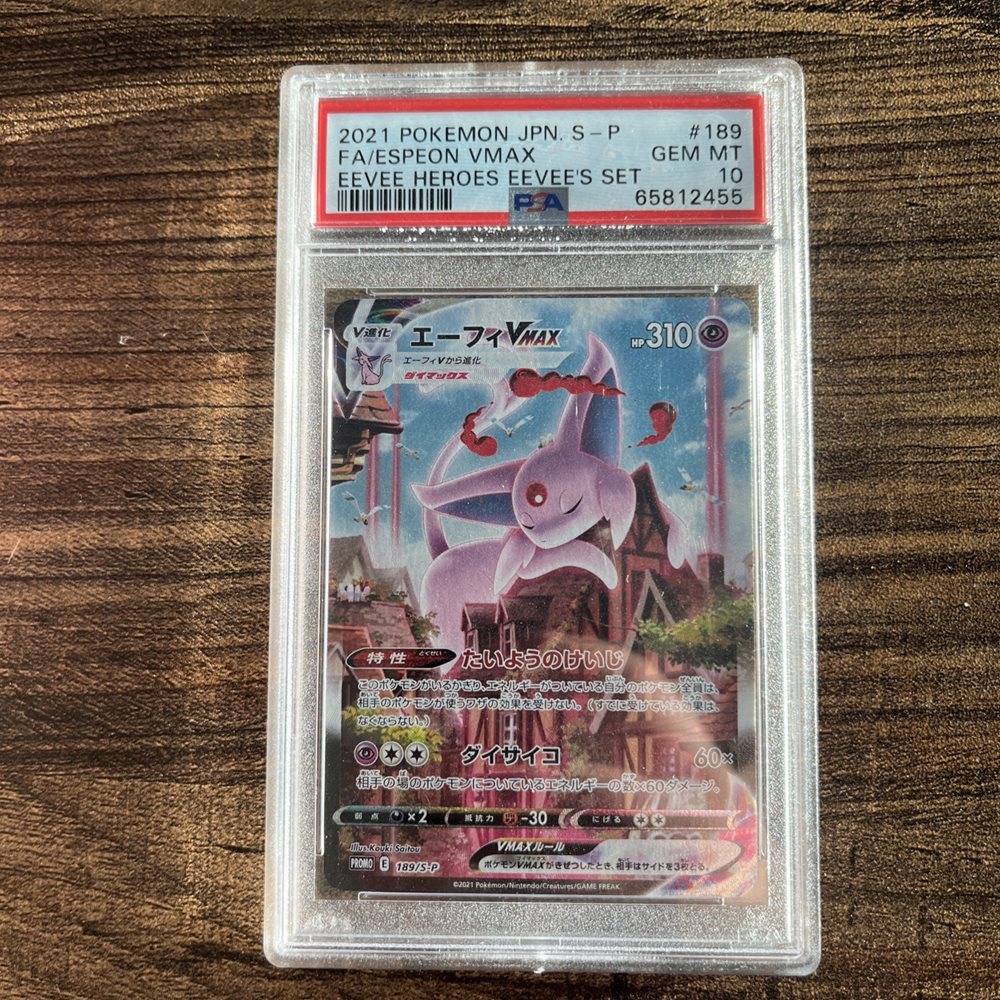 2021 POKEMON JPN. S-P #189
FA/ESPEON VMAX GEM MT
EEVEE HEROES EEVEE'S SET 10
PSA 65812455
V進化 エーフィVMAX HP310
エーフィVから進化
ダイマックス
特性 とくせい たいようのけいじ
このポケモンがいるかぎり、エネルギーがついている自分のポケモン全員は、
相手のポケモンが使うワザの効果を受けない。(すでに受けている効果は、
なくならない。)
ダイサイコ 60×
相手の場のポケモンについているエネルギーの数×60ダメージ。
弱点 ×2 抵抗力 -30 にげる
Illus. Kouki Saitou VMAXルール
PROMO E 189/S-P ポケモンVMAXがきぜつしたとき、相手はサイドを3枚とる。
©2021 Pokémon/Nintendo/Creatures/GAME FREAK.